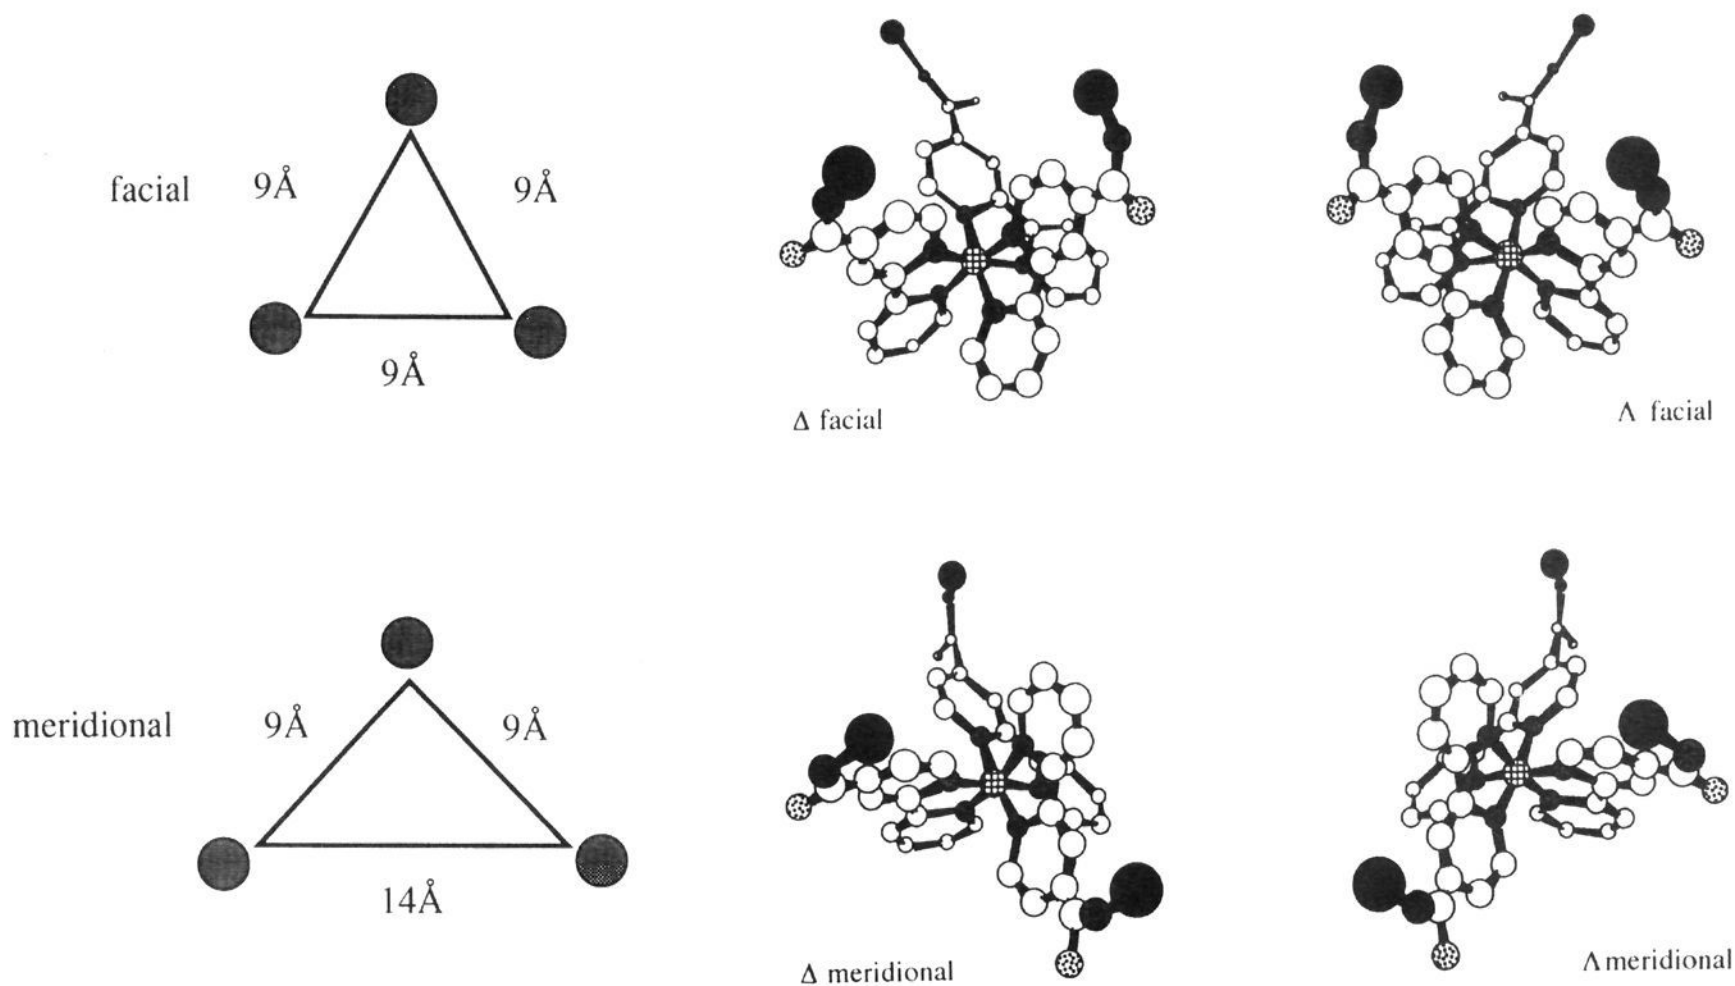 facial
9Å
9Å
9Å
Δ facial
Λ facial
meridional
9Å
9Å
14Å
Δ meridional
Λ meridional